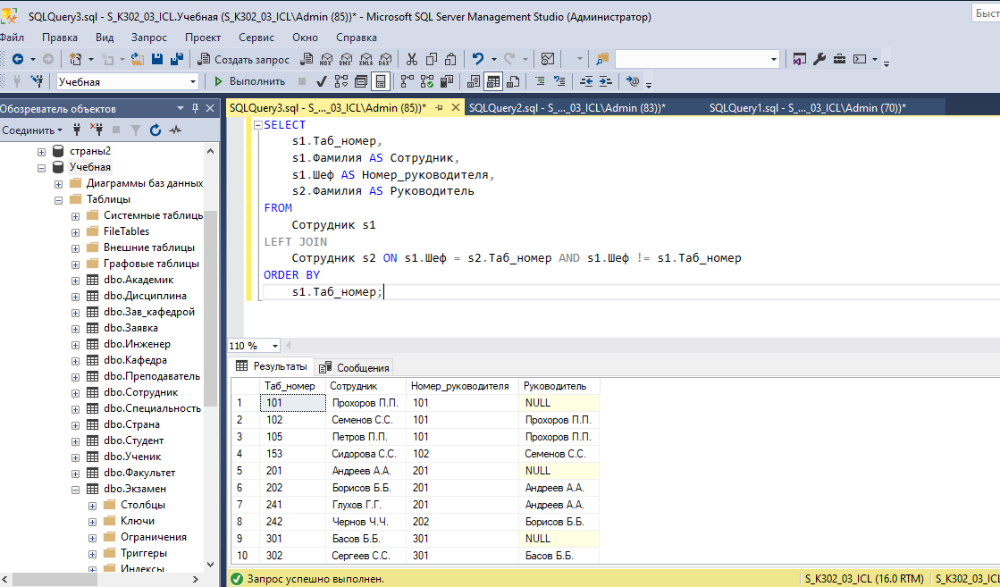 SQLQuery3.sql - S_K302_03_ICL.Учебная (S_K302_03_ICL\Admin (85))* - Microsoft SQL Server Management Studio (Администратор)
Быст
Файл Правка Вид Запрос Проект Сервис Окно Справка
Создать запрос MDX DMX XMLA DAX
Учебная Выполнить
Обозреватель объектов
SQLQuery3.sql - S_..._03_ICL\Admin (85))* SQLQuery2.sql - S_..._03_ICL\Admin (83))* SQLQuery1.sql - S_..._03_ICL\Admin (70))*
Соединить
страны2
Учебная
Диаграммы баз данных
Таблицы
Системные таблицы
FileTables
Внешние таблицы
Графовые таблицы
dbo.Академик
dbo.Дисциплина
dbo.Зав_кафедрой
dbo.Заявка
dbo.Инженер
dbo.Кафедра
dbo.Преподаватель
dbo.Сотрудник
dbo.Специальность
dbo.Страна
dbo.Студент
dbo.Ученик
dbo.Факультет
dbo.Экзамен
Столбцы
Ключи
Ограничения
Триггеры
Индексы
SELECT
s1.Таб_номер,
s1.Фамилия AS Сотрудник,
s1.Шеф AS Номер_руководителя,
s2.Фамилия AS Руководитель
FROM
Сотрудник s1
LEFT JOIN
Сотрудник s2 ON s1.Шеф = s2.Таб_номер AND s1.Шеф != s1.Таб_номер
ORDER BY
s1.Таб_номер;
110 %
Результаты Сообщения
Таб_номер Сотрудник Номер_руководителя Руководитель
1 101 Прохоров П.П. 101 NULL
2 102 Семенов С.С. 101 Прохоров П.П.
3 105 Петров П.П. 101 Прохоров П.П.
4 153 Сидорова С.С. 102 Семенов С.С.
5 201 Андреев А.А. 201 NULL
6 202 Борисов Б.Б. 201 Андреев А.А.
7 241 Глухов Г.Г. 201 Андреев А.А.
8 242 Чернов Ч.Ч. 202 Борисов Б.Б.
9 301 Басов Б.Б. 301 NULL
10 302 Сергеев С.С. 301 Басов Б.Б.
Запрос успешно выполнен. S_K302_03_ICL (16.0 RTM) S_K302_03_ICL